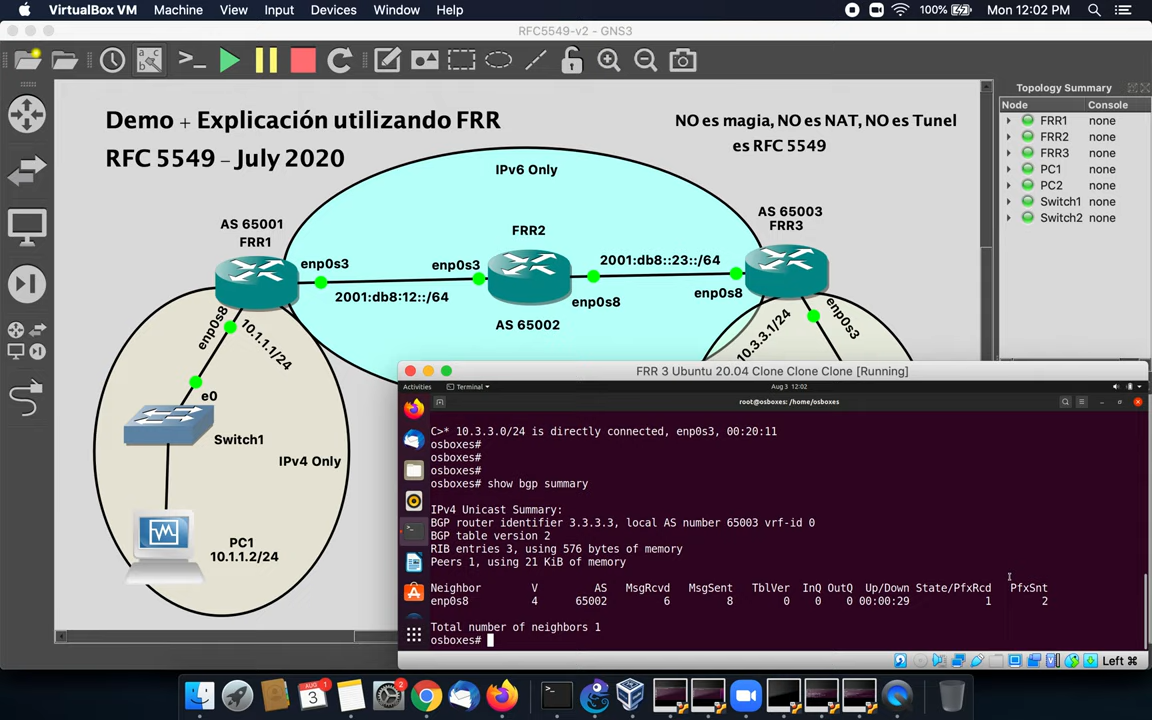 VirtualBox VM Machine View Input Devices Window Help 100% Mon 12:02 PM
RFC5549-v2 - GNS3
Topology Summary
Node Console
FRR1 none
FRR2 none
FRR3 none
PC1 none
PC2 none
Switch1 none
Switch2 none
Demo + Explicación utilizando FRR
RFC 5549 – July 2020
NO es magia, NO es NAT, NO es Tunel
es RFC 5549
IPv6 Only
AS 65001
FRR1
enp0s3
2001:db8:12::/64
enp0s3
FRR2
AS 65002
2001:db8::23::/64
enp0s8
AS 65003
FRR3
enp0s8
enp0s8
10.1.1.1/24
10.3.3.1/24
enp0s3
e0
Switch1
IPv4 Only
PC1
10.1.1.2/24
FRR 3 Ubuntu 20.04 Clone Clone Clone [Running]
Activities Terminal Aug 3 12:02
root@osboxes: /home/osboxes
C>* 10.3.3.0/24 is directly connected, enp0s3, 00:20:11
osboxes#
osboxes#
osboxes#
osboxes# show bgp summary
IPv4 Unicast Summary:
BGP router identifier 3.3.3.3, local AS number 65003 vrf-id 0
BGP table version 2
RIB entries 3, using 576 bytes of memory
Peers 1, using 21 KiB of memory
Neighbor V AS MsgRcvd MsgSent TblVer InQ OutQ Up/Down State/PfxRcd PfxSnt
enp0s8 4 65002 6 8 0 0 0 00:00:29 1 2
Total number of neighbors 1
osboxes#
Left ⌘